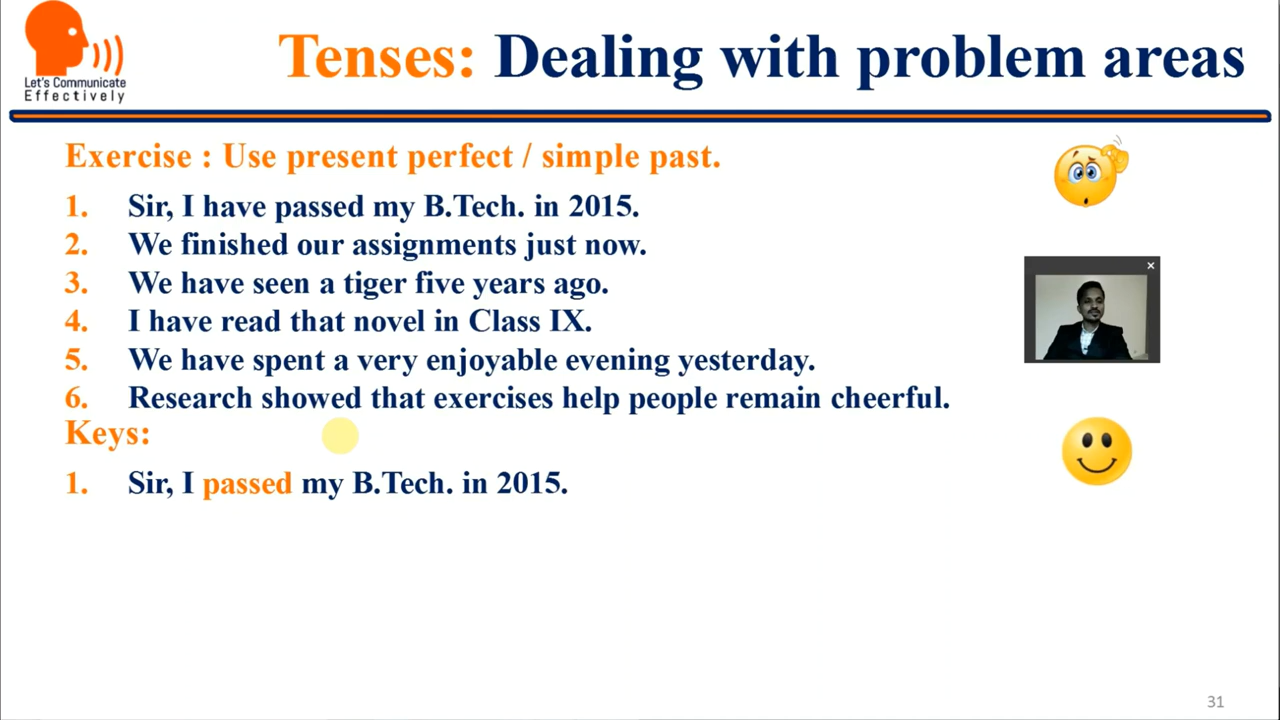 Let's Communicate
Effectively
Tenses: Dealing with problem areas
Exercise : Use present perfect / simple past.
1. Sir, I have passed my B.Tech. in 2015.
2. We finished our assignments just now.
3. We have seen a tiger five years ago.
4. I have read that novel in Class IX.
5. We have spent a very enjoyable evening yesterday.
6. Research showed that exercises help people remain cheerful.
Keys:
1. Sir, I passed my B.Tech. in 2015.
31